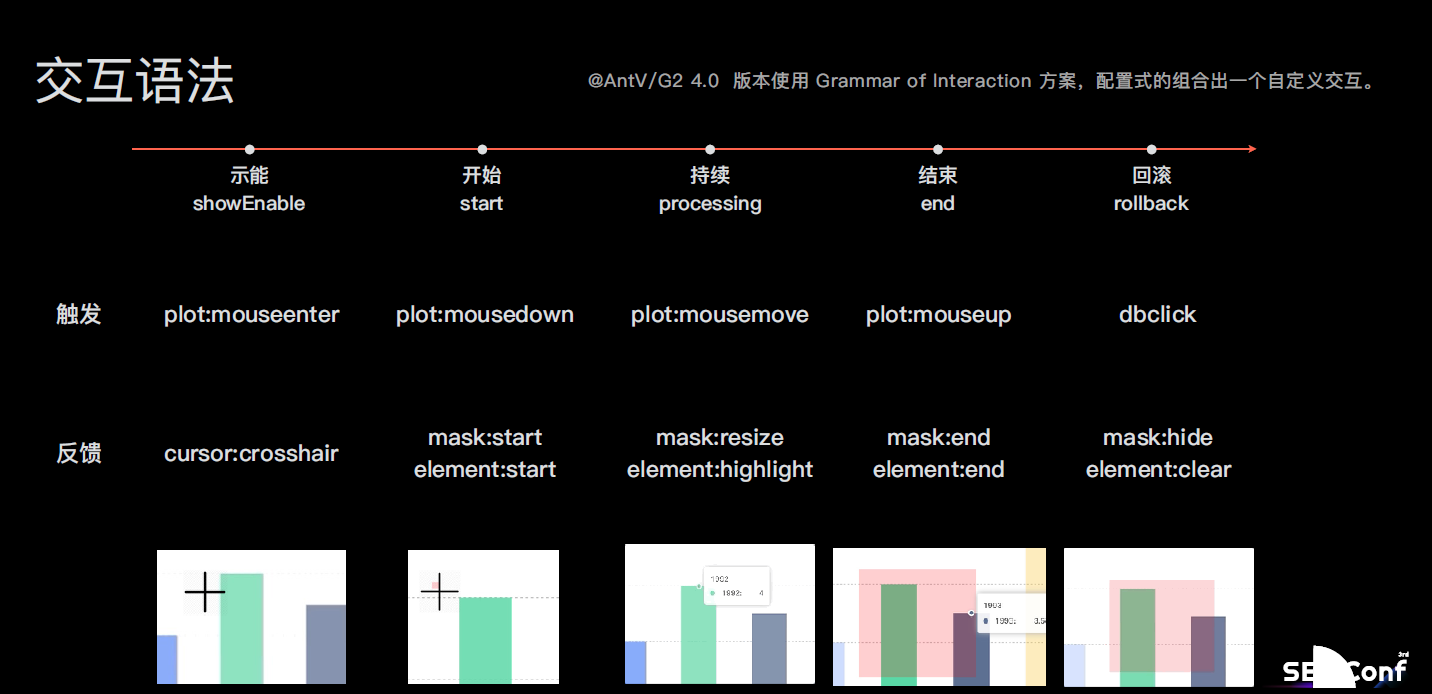 交互语法
@AntV/G2 4.0 版本使用 Grammar of Interaction 方案，配置式的组合出一个自定义交互。
示能 开始 持续 结束 回滚
showEnable start processing end rollback
触发 plot:mouseenter plot:mousedown plot:mousemove plot:mouseup dbclick
mask:start mask:resize mask:end mask:hide
反馈 cursor:crosshair
element:start element:highlight element:end element:clear
1992
1992: 4
1993
1993: 3.5
3rd
SEE Conf